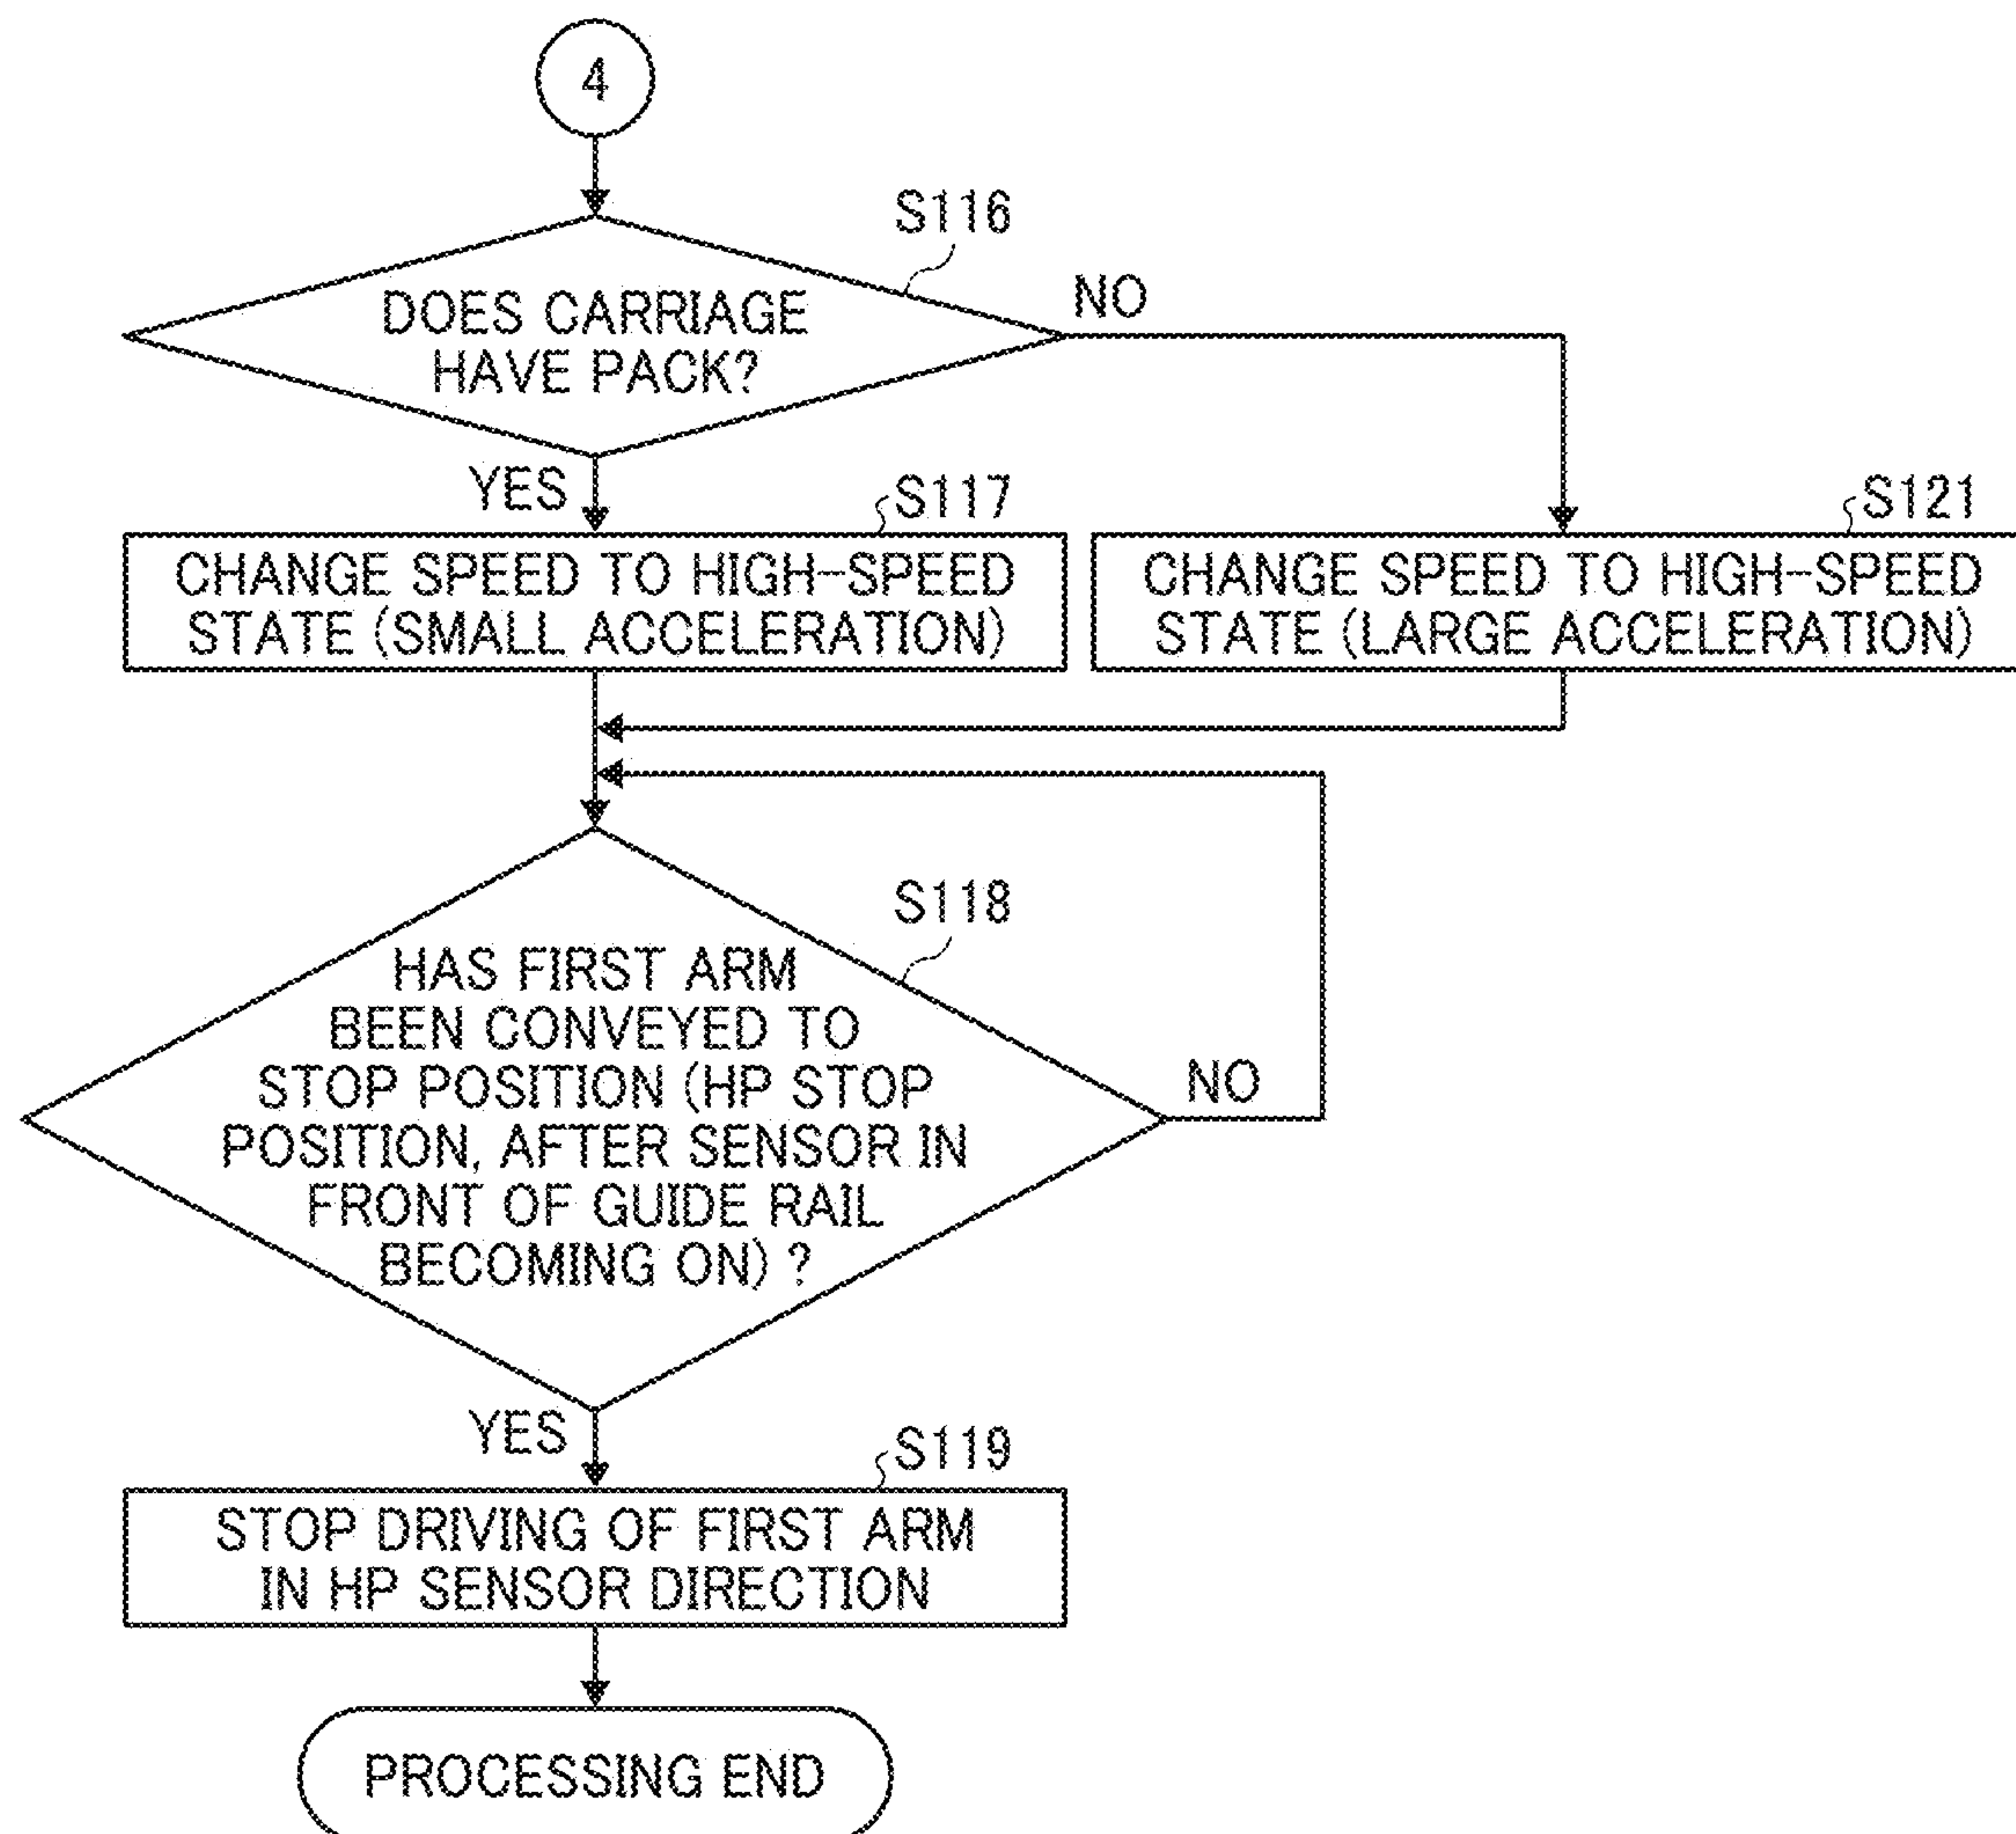 4
S116
DOES CARRIAGE
HAVE PACK?
NO
YES
S117
CHANGE SPEED TO HIGH-SPEED
STATE (SMALL ACCELERATION)
S121
CHANGE SPEED TO HIGH-SPEED
STATE (LARGE ACCELERATION)
S118
HAS FIRST ARM
BEEN CONVEYED TO
STOP POSITION (HP STOP
POSITION, AFTER SENSOR IN
FRONT OF GUIDE RAIL
BECOMING ON) ?
NO
YES
S119
STOP DRIVING OF FIRST ARM
IN HP SENSOR DIRECTION
PROCESSING END